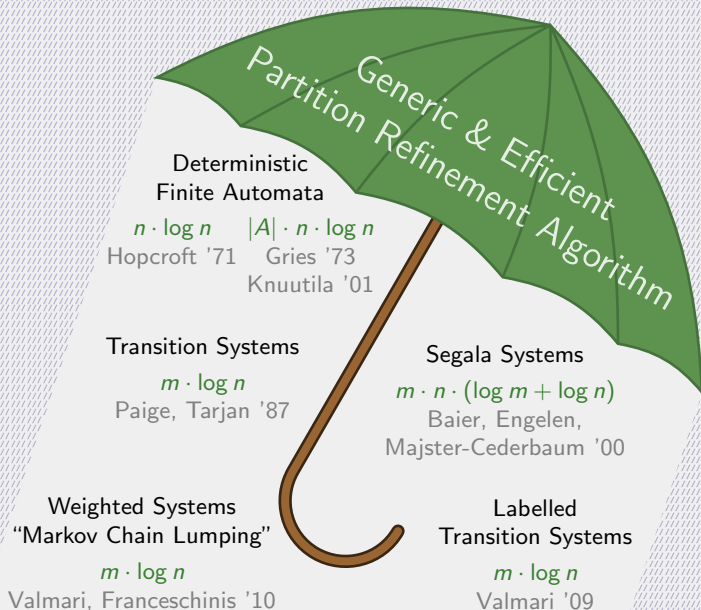 Generic & Efficient
Partition Refinement Algorithm
Deterministic
Finite Automata
n · log n |A| · n · log n
Hopcroft ’71 Gries ’73
Knuutila ’01
Transition Systems
m · log n
Paige, Tarjan ’87
Segala Systems
m · n · (log m + log n)
Baier, Engelen,
Majster-Cederbaum ’00
Weighted Systems
“Markov Chain Lumping”
m · log n
Valmari, Franceschinis ’10
Labelled
Transition Systems
m · log n
Valmari ’09